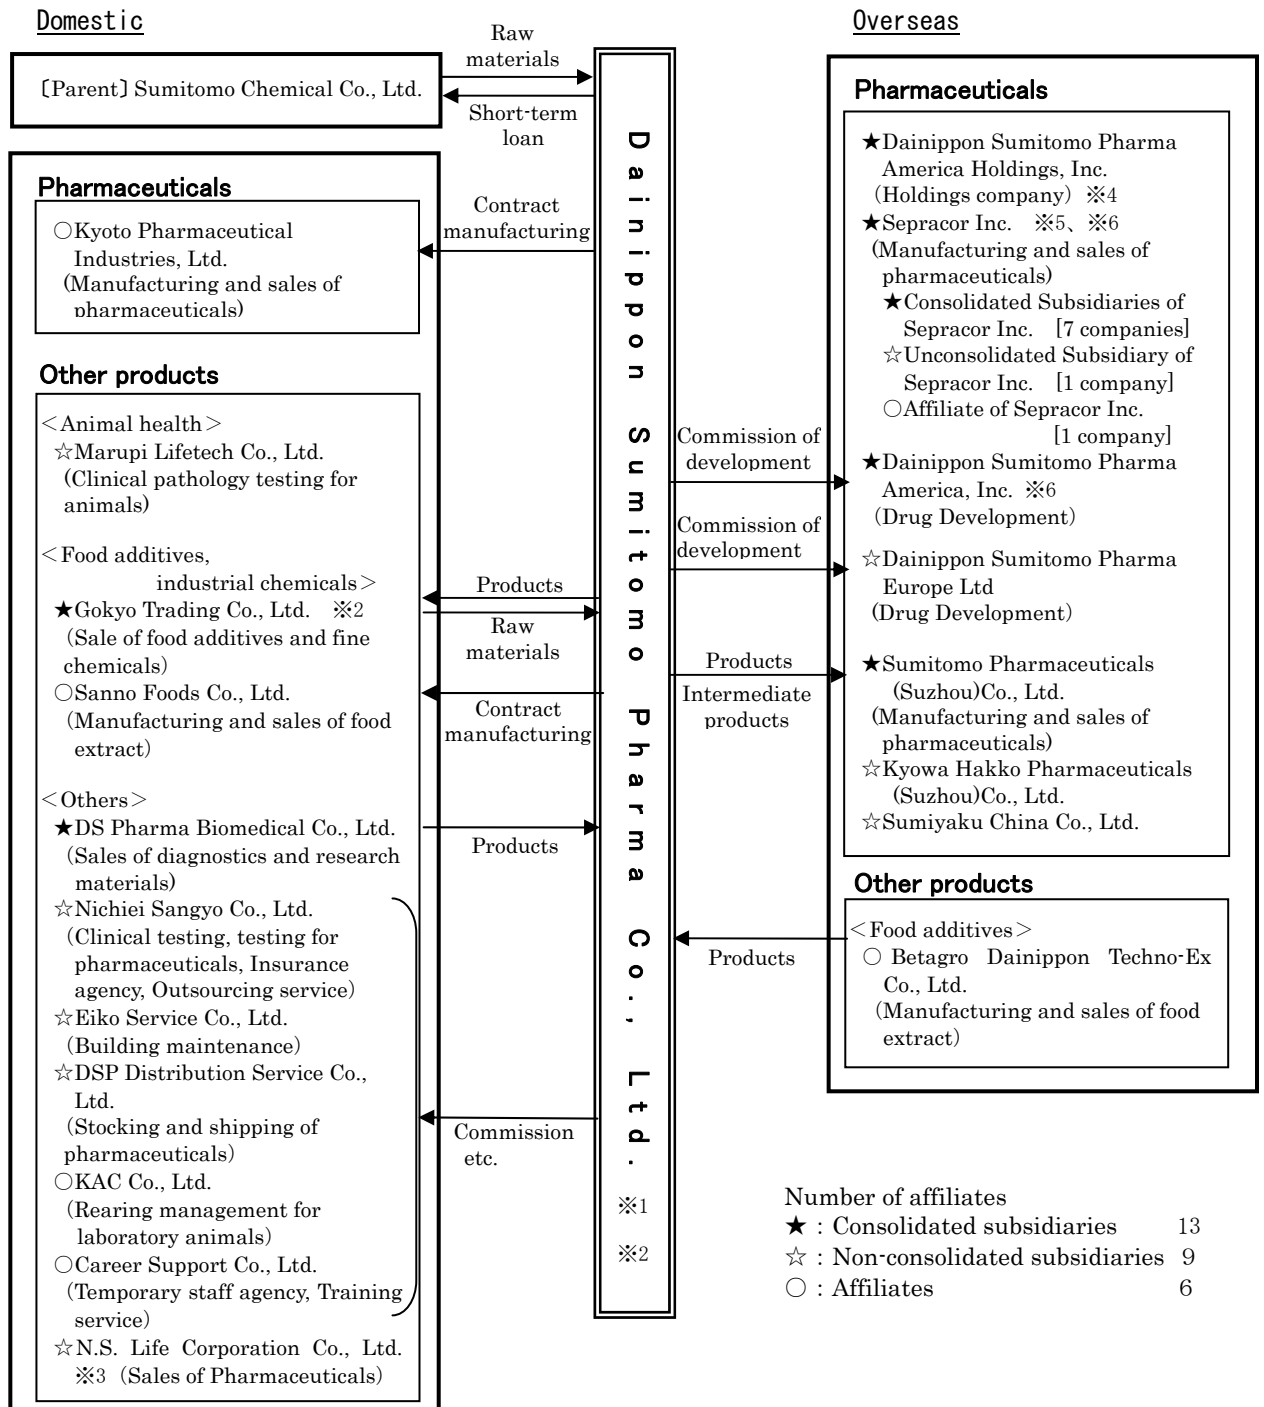 Domestic
〔Parent〕Sumitomo Chemical Co., Ltd.
Pharmaceuticals
○Kyoto Pharmaceutical
Industries, Ltd.
(Manufacturing and sales of
pharmaceuticals)
Other products
＜Animal health＞
☆Marupi Lifetech Co., Ltd.
(Clinical pathology testing for
animals)
＜Food additives,
industrial chemicals＞
★Gokyo Trading Co., Ltd. ※2
(Sale of food additives and fine
chemicals)
○Sanno Foods Co., Ltd.
(Manufacturing and sales of food
extract)
＜Others＞
★DS Pharma Biomedical Co., Ltd.
(Sales of diagnostics and research
materials)
☆Nichiei Sangyo Co., Ltd.
(Clinical testing, testing for
pharmaceuticals, Insurance
agency, Outsourcing service)
☆Eiko Service Co., Ltd.
(Building maintenance)
☆DSP Distribution Service Co.,
Ltd.
(Stocking and shipping of
pharmaceuticals)
○KAC Co., Ltd.
(Rearing management for
laboratory animals)
○Career Support Co., Ltd.
(Temporary staff agency, Training
service)
☆N.S. Life Corporation Co., Ltd.
※3 (Sales of Pharmaceuticals)
Raw
materials
Short-term
loan
Contract
manufacturing
Products
Raw
materials
Contract
manufacturing
Products
Commission
etc.
Dainippon Sumitomo Pharma Co., Ltd.
※1
※2
Commission of
development
Commission of
development
Products
Intermediate
products
Products
Overseas
Pharmaceuticals
★Dainippon Sumitomo Pharma
America Holdings, Inc.
(Holdings company) ※4
★Sepracor Inc. ※5、※6
(Manufacturing and sales of
pharmaceuticals)
★Consolidated Subsidiaries of
Sepracor Inc. [7 companies]
☆Unconsolidated Subsidiary of
Sepracor Inc. [1 company]
○Affiliate of Sepracor Inc.
[1 company]
★Dainippon Sumitomo Pharma
America, Inc. ※6
(Drug Development)
☆Dainippon Sumitomo Pharma
Europe Ltd
(Drug Development)
★Sumitomo Pharmaceuticals
(Suzhou)Co., Ltd.
(Manufacturing and sales of
pharmaceuticals)
☆Kyowa Hakko Pharmaceuticals
(Suzhou)Co., Ltd.
☆Sumiyaku China Co., Ltd.
Other products
＜Food additives＞
○ Betagro Dainippon Techno-Ex
Co., Ltd.
(Manufacturing and sales of food
extract)
Number of affiliates
★ : Consolidated subsidiaries 13
☆ : Non-consolidated subsidiaries 9
○ : Affiliates 6